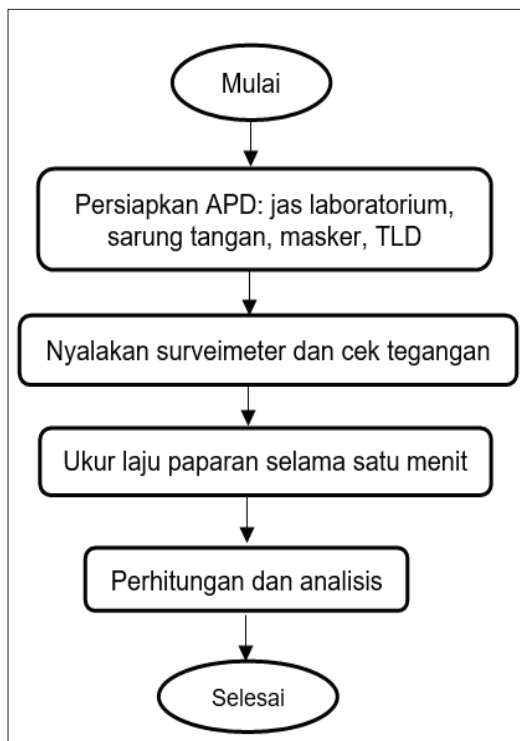 Mulai
Persiapkan APD: jas laboratorium,
sarung tangan, masker, TLD
Nyalakan surveimeter dan cek tegangan
Ukur laju paparan selama satu menit
Perhitungan dan analisis
Selesai